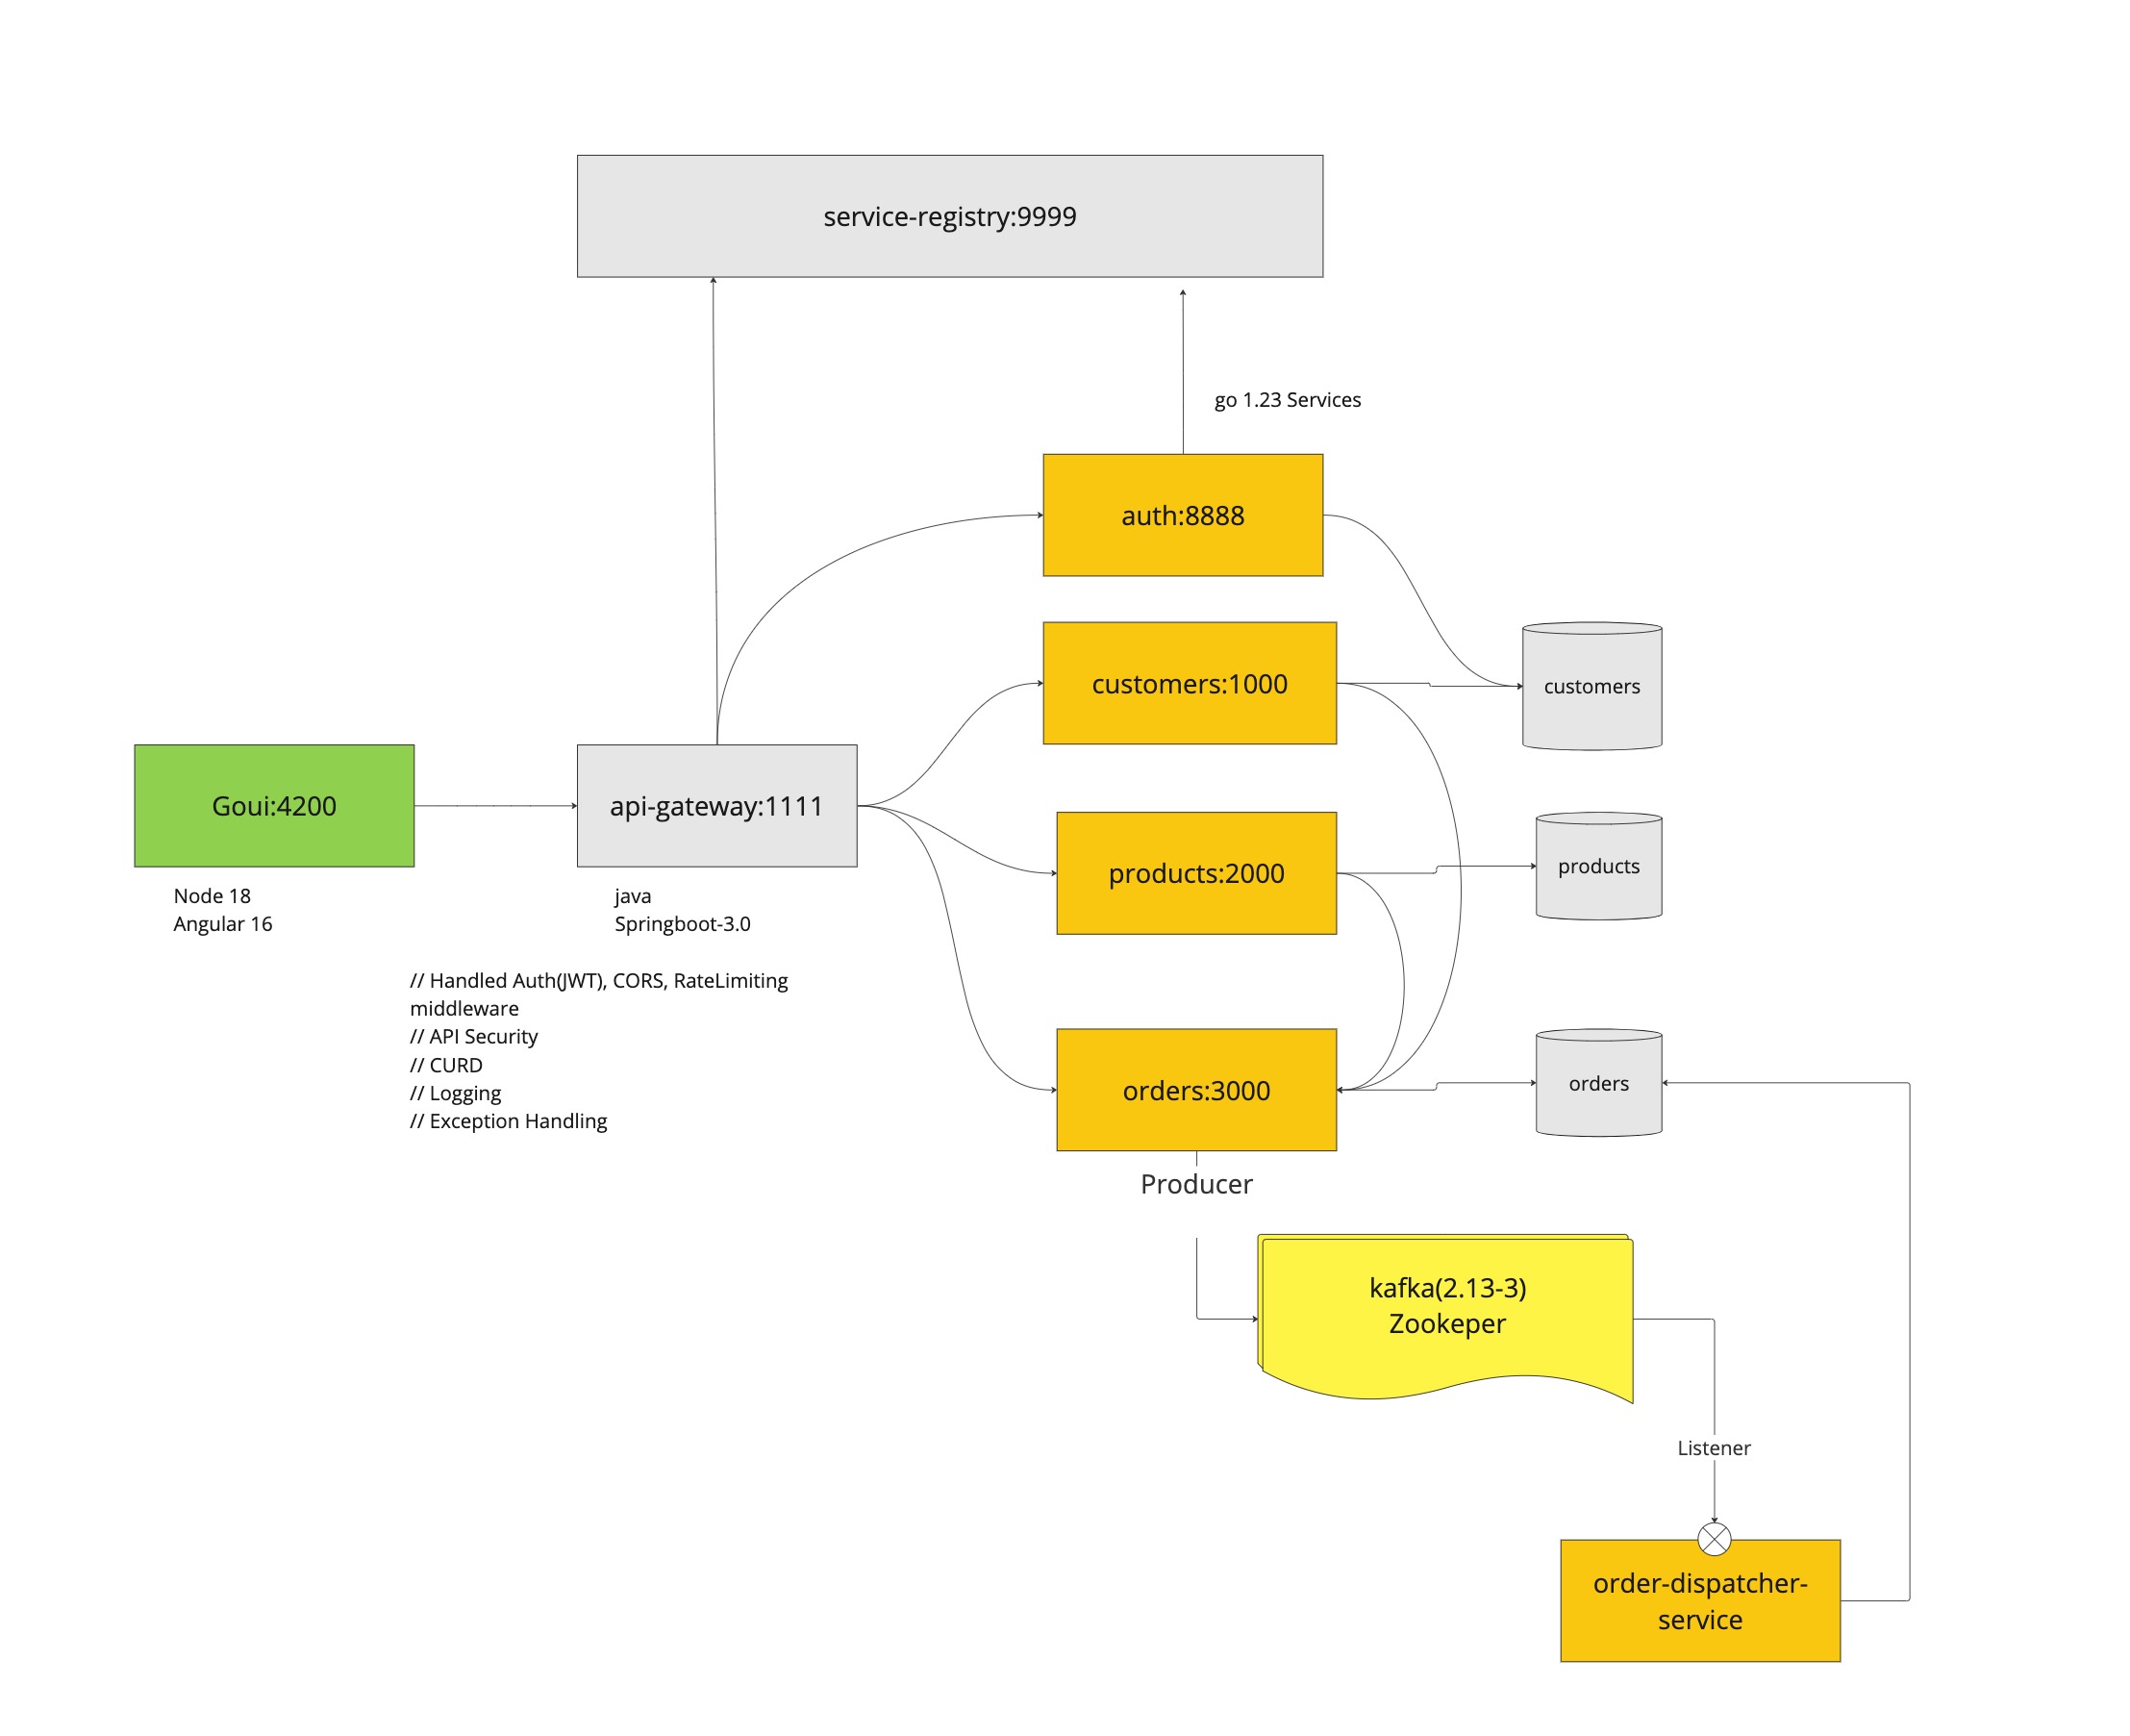 service-registry:9999
go 1.23 Services
auth:8888
customers:1000
customers
Goui:4200
api-gateway:1111
products:2000
products
Node 18
Angular 16
java
Springboot-3.0
// Handled Auth(JWT), CORS, RateLimiting
middleware
// API Security
// CURD
// Logging
// Exception Handling
orders:3000
orders
Producer
kafka(2.13-3)
Zookeper
Listener
order-dispatcher-
service